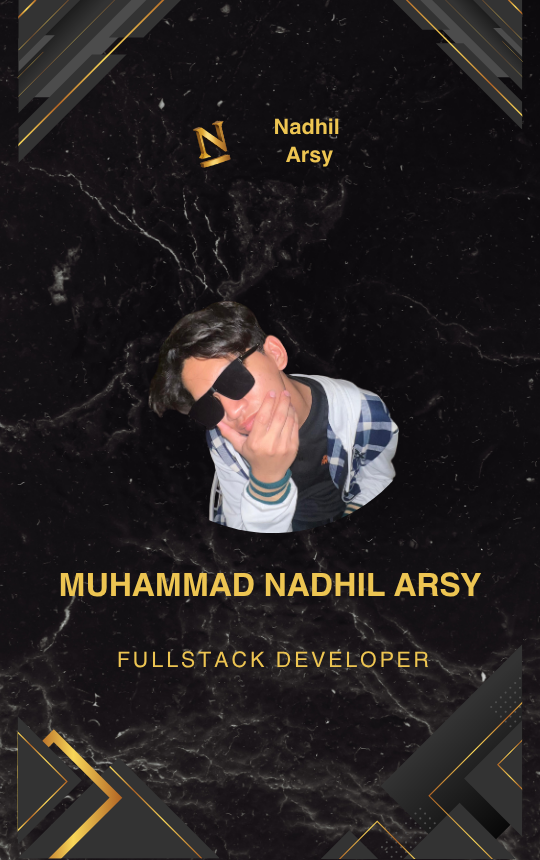 N
Nadhil
Arsy
MUHAMMAD NADHIL ARSY
FULLSTACK DEVELOPER